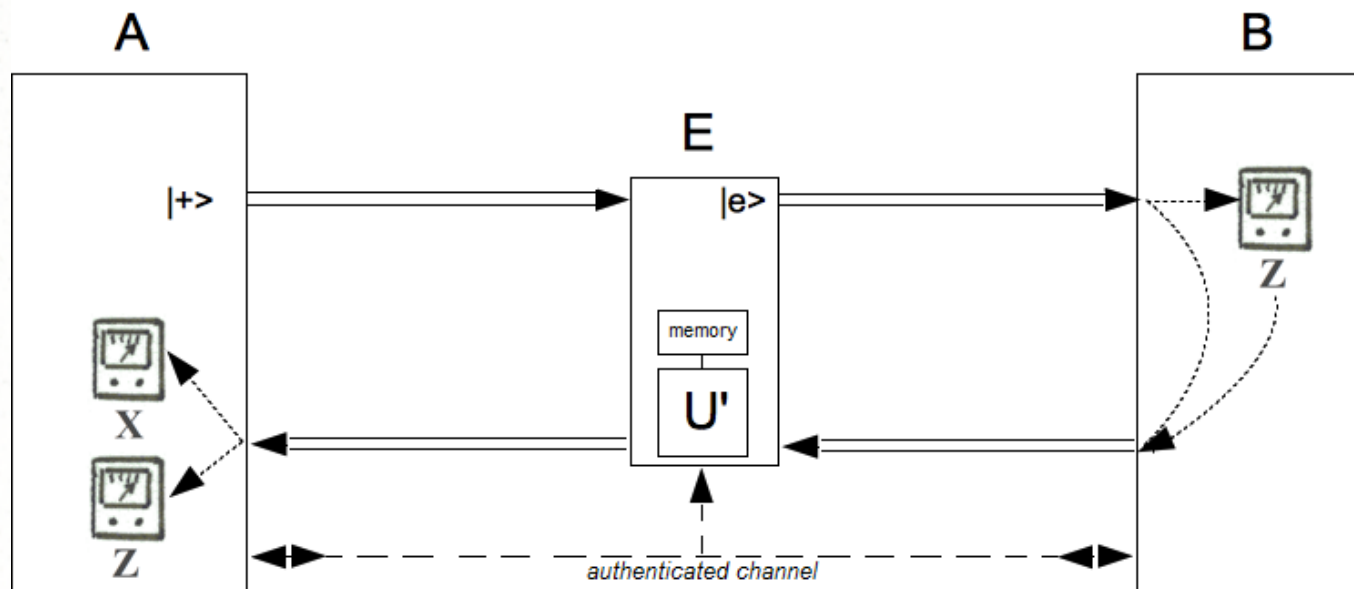 A
B
E
|+>
|e>
Z
memory
U'
X
Z
authenticated channel